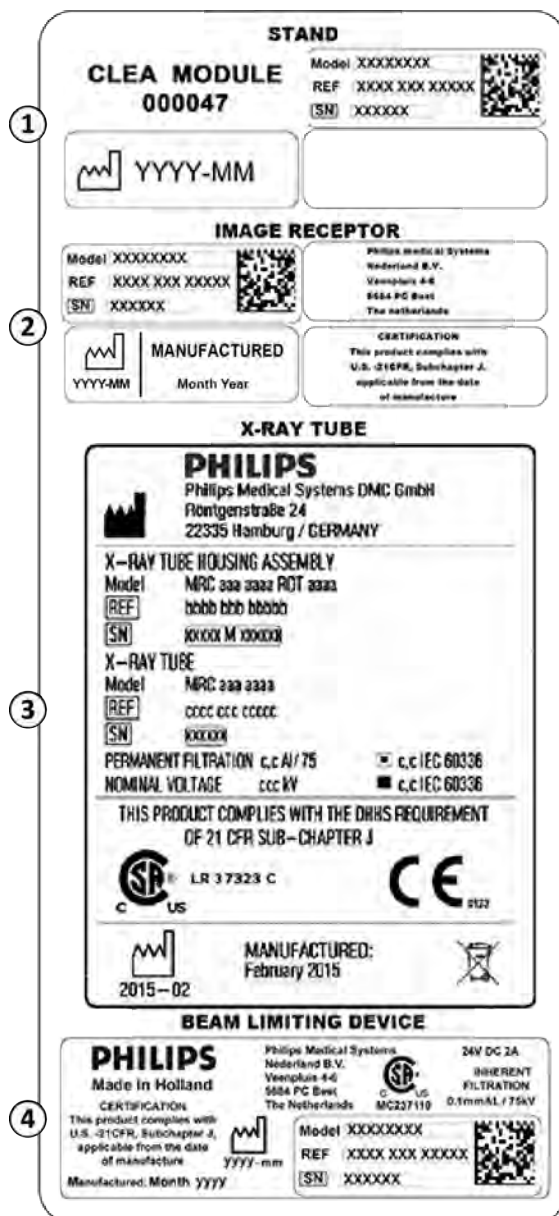 STAND
CLEA MODULE
000047
Model XXXXXXXX
REF XXXX XXX XXXXX
SN XXXXXX
1
YYYY-MM
IMAGE RECEPTOR
Model XXXXXXXX
REF XXXX XXX XXXXX
SN XXXXXX
Philips medical Systems
Nederland B.V.
Veenpluis 4-6
5684 PC Best
The netherlands
2
YYYY-MM
MANUFACTURED
Month Year
CERTIFICATION
This product complies with
U.S. -21CFR, Subchapter J.
applicable from the date
of manufacture
X-RAY TUBE
PHILIPS
Philips Medical Systems DMC GmbH
Röntgenstraße 24
22335 Hamburg / GERMANY
X-RAY TUBE HOUSING ASSEMBLY
Model MRC aaa aaaa ROT aaaa
REF bbbb bbb bbbbb
SN xxxxx M xxxxxx
X-RAY TUBE
Model MRC aaa aaaa
REF cccc ccc ccccc
SN xxxxxx
3
PERMANENT FILTRATION c,c Al/75 c,c IEC 60336
NOMINAL VOLTAGE ccc kV c,c IEC 60336
THIS PRODUCT COMPLIES WITH THE DHHS REQUIREMENT
OF 21 CFR SUB-CHAPTER J
SA ® LR 37323 C
C US
CE 0123
2015-02
MANUFACTURED:
February 2015
BEAM LIMITING DEVICE
PHILIPS
Made in Holland
CERTIFICATION
This product complies with
U.S. -21CFR, Subchapter J,
applicable from the date
of manufacture
Manufactured: Month yyyy
yyyy-mm
Philips Medical Systems
Nederland B.V.
Veenpluis 4-6
5684 PC Best
The Netherlands
SA
C US
MC237110
24V DC 2A
INHERENT
FILTRATION
0.1mmAL / 75kV
4
Model XXXXXXXX
REF XXXX XXX XXXXX
SN XXXXXX